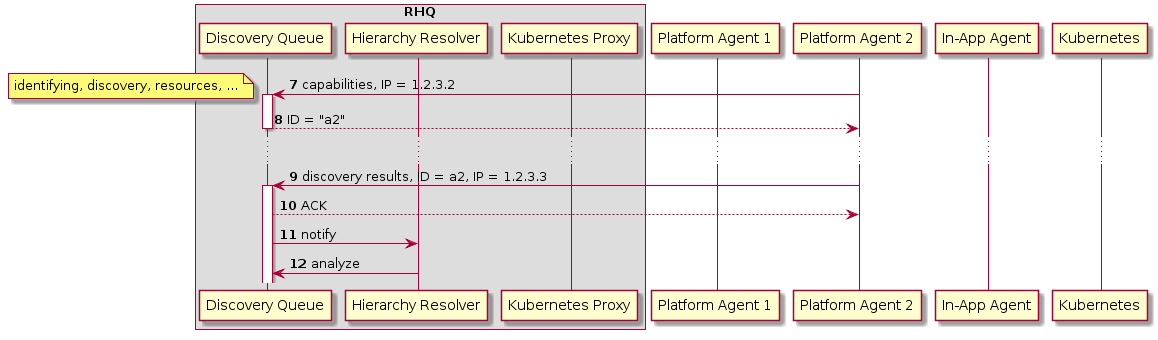 RHQ
Discovery Queue
Hierarchy Resolver
Kubernetes Proxy
Platform Agent 1
Platform Agent 2
In-App Agent
Kubernetes
identifying, discovery, resources, ...
7 capabilities, IP = 1.2.3.2
8 ID = "a2"
9 discovery results, ID = a2, IP = 1.2.3.3
10 ACK
11 notify
12 analyze
Discovery Queue
Hierarchy Resolver
Kubernetes Proxy
Platform Agent 1
Platform Agent 2
In-App Agent
Kubernetes